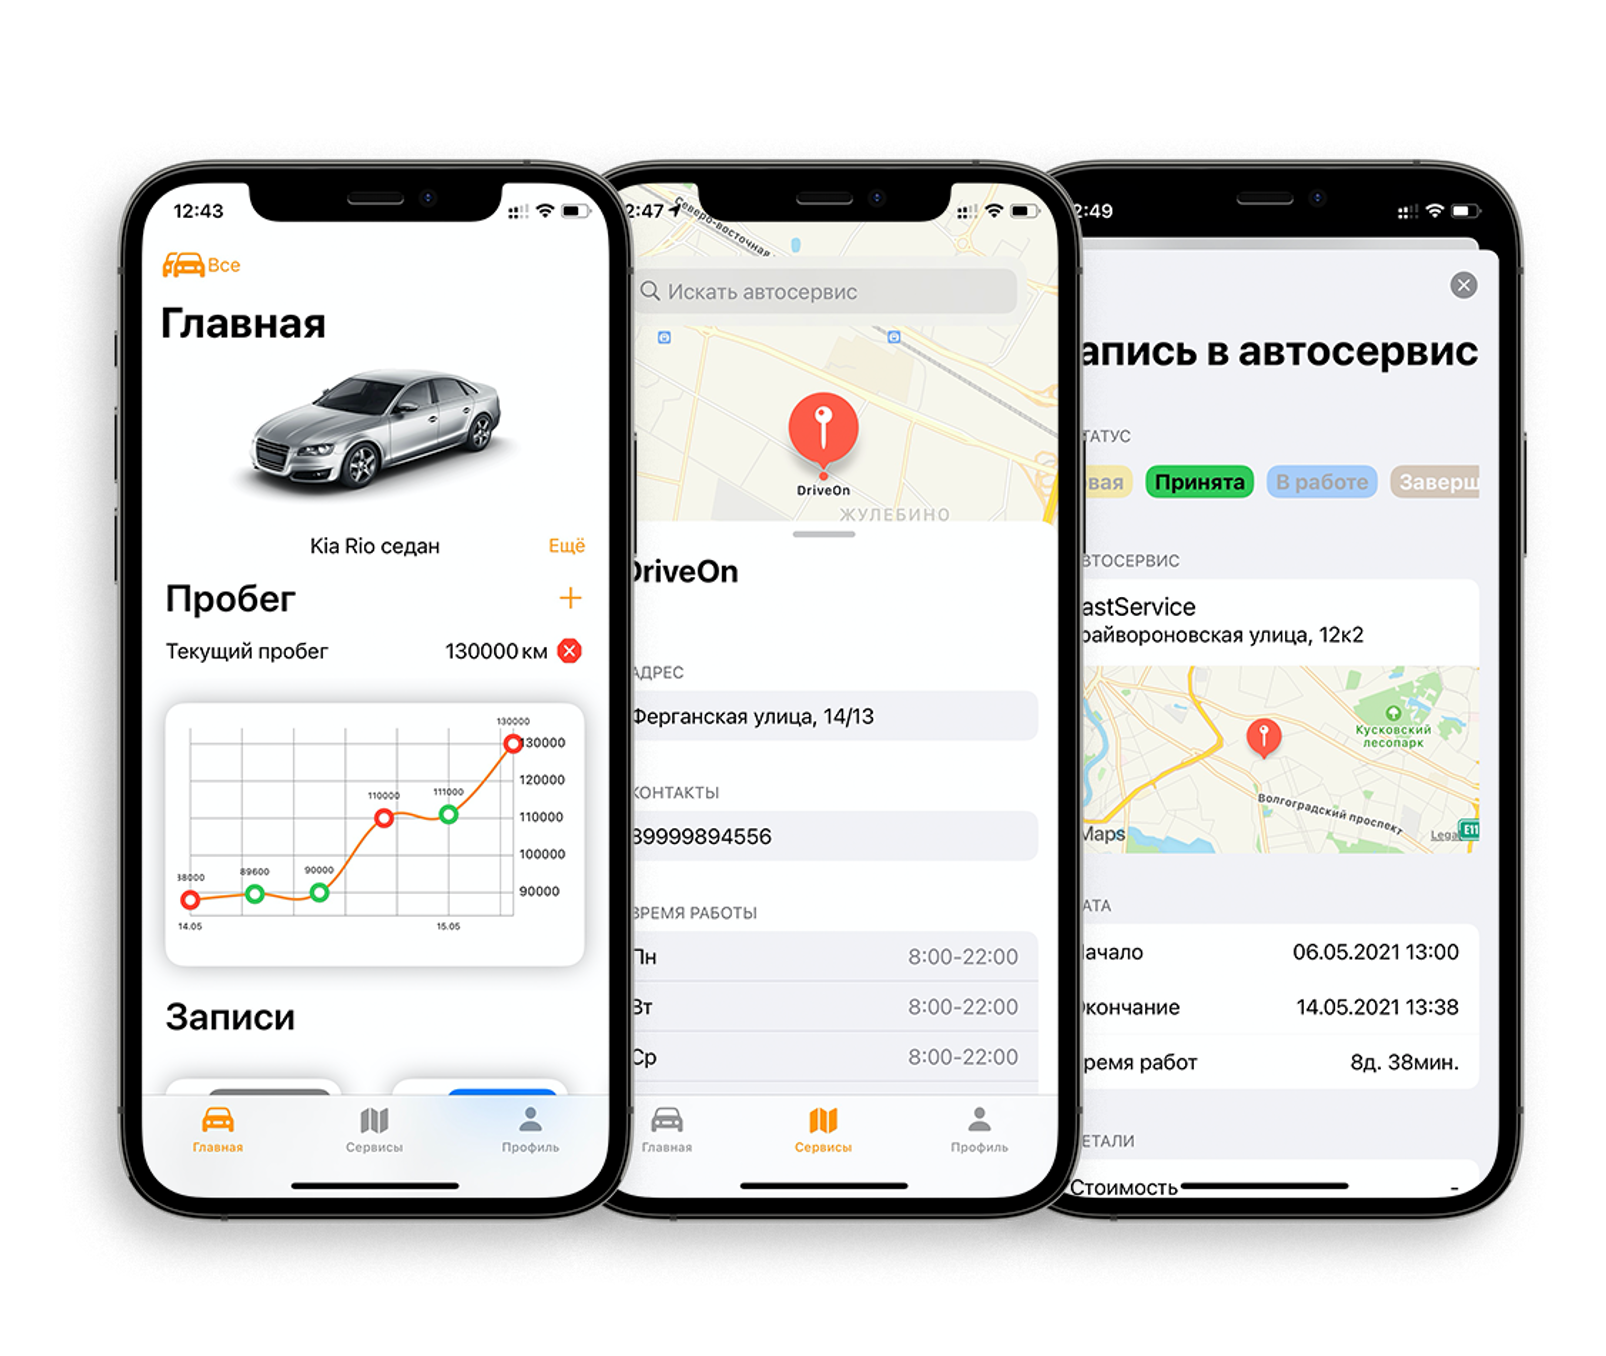 12:43
Все
Главная
Kia Rio седан
Ещё
Пробег
Текущий пробег 130000 км
130000
130000
120000
110000
111000
110000
100000
38000
89600
90000
90000
14.05
15.05
Записи
Главная Сервисы Профиль
2:47
Северо-восточная
Искать автосервис
DriveOn
ЖУЛЕБИНО
DriveOn
АДРЕС
Ферганская улица, 14/13
КОНТАКТЫ
89999894556
ВРЕМЯ РАБОТЫ
Пн 8:00-22:00
Вт 8:00-22:00
Ср 8:00-22:00
Главная Сервисы Профиль
2:49
апись в автосервис
ТАТУС
овая Принята В работе Заверш
ВТОСЕРВИС
astService
райвороновская улица, 12к2
Кусковский
лесопарк
Волгоградский проспект
Maps
Lega
E11
АТА
Начало 06.05.2021 13:00
Окончание 14.05.2021 13:38
ремя работ 8д. 38мин.
ЕТАЛИ
Стоимость -